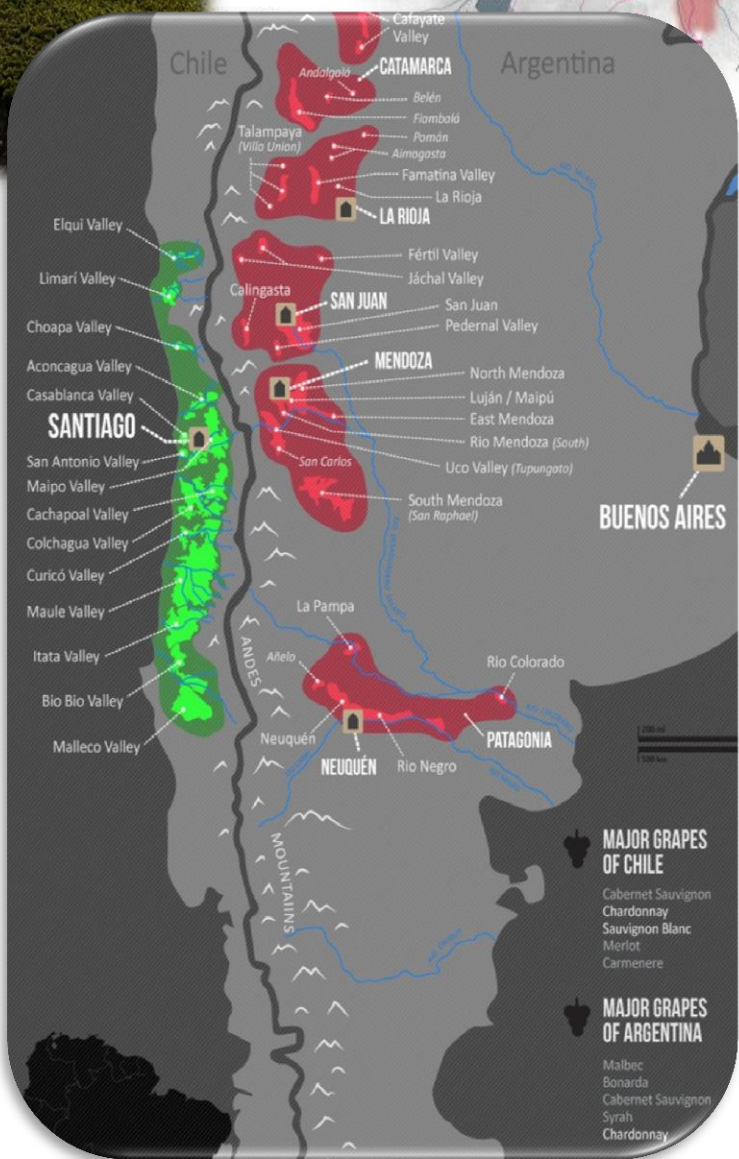 Chile
Argentina
Cafayate
Valley
CATAMARCA
Andalgalá
Belén
Fiambalá
Pomán
Aimogasta
Talampaya
(Villa Union)
Famatina Valley
La Rioja
LA RIOJA
Elqui Valley
Limarí Valley
Choapa Valley
Aconcagua Valley
Casablanca Valley
SANTIAGO
San Antonio Valley
Maipo Valley
Cachapoal Valley
Colchagua Valley
Curicó Valley
Maule Valley
Itata Valley
Bio Bio Valley
Malleco Valley
Fértil Valley
Jáchal Valley
Calingasta
SAN JUAN
San Juan
Pedernal Valley
MENDOZA
North Mendoza
Luján / Maipú
East Mendoza
Rio Mendoza (South)
Uco Valley (Tupungato)
San Carlos
South Mendoza
(San Raphael)
BUENOS AIRES
La Pampa
Añelo
Rio Colorado
Neuquén
NEUQUÉN
Rio Negro
PATAGONIA
ANDES
MOUNTAIINS
200 mi
500 km
MAJOR GRAPES
OF CHILE
Cabernet Sauvignon
Chardonnay
Sauvignon Blanc
Merlot
Carmenere
MAJOR GRAPES
OF ARGENTINA
Malbec
Bonarda
Cabernet Sauvignon
Syrah
Chardonnay